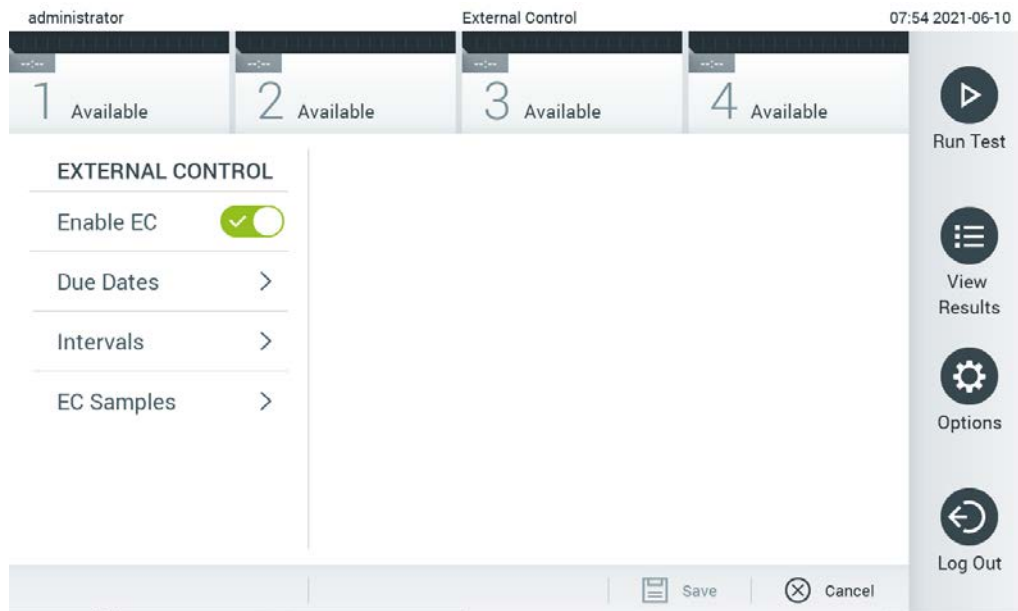 administrator External Control 07:54 2021-06-10
--:-- --:-- --:-- --:--
1 Available 2 Available 3 Available 4 Available
Run Test
EXTERNAL CONTROL
Enable EC
Due Dates
Intervals
EC Samples
View
Results
Options
Log Out
Save Cancel